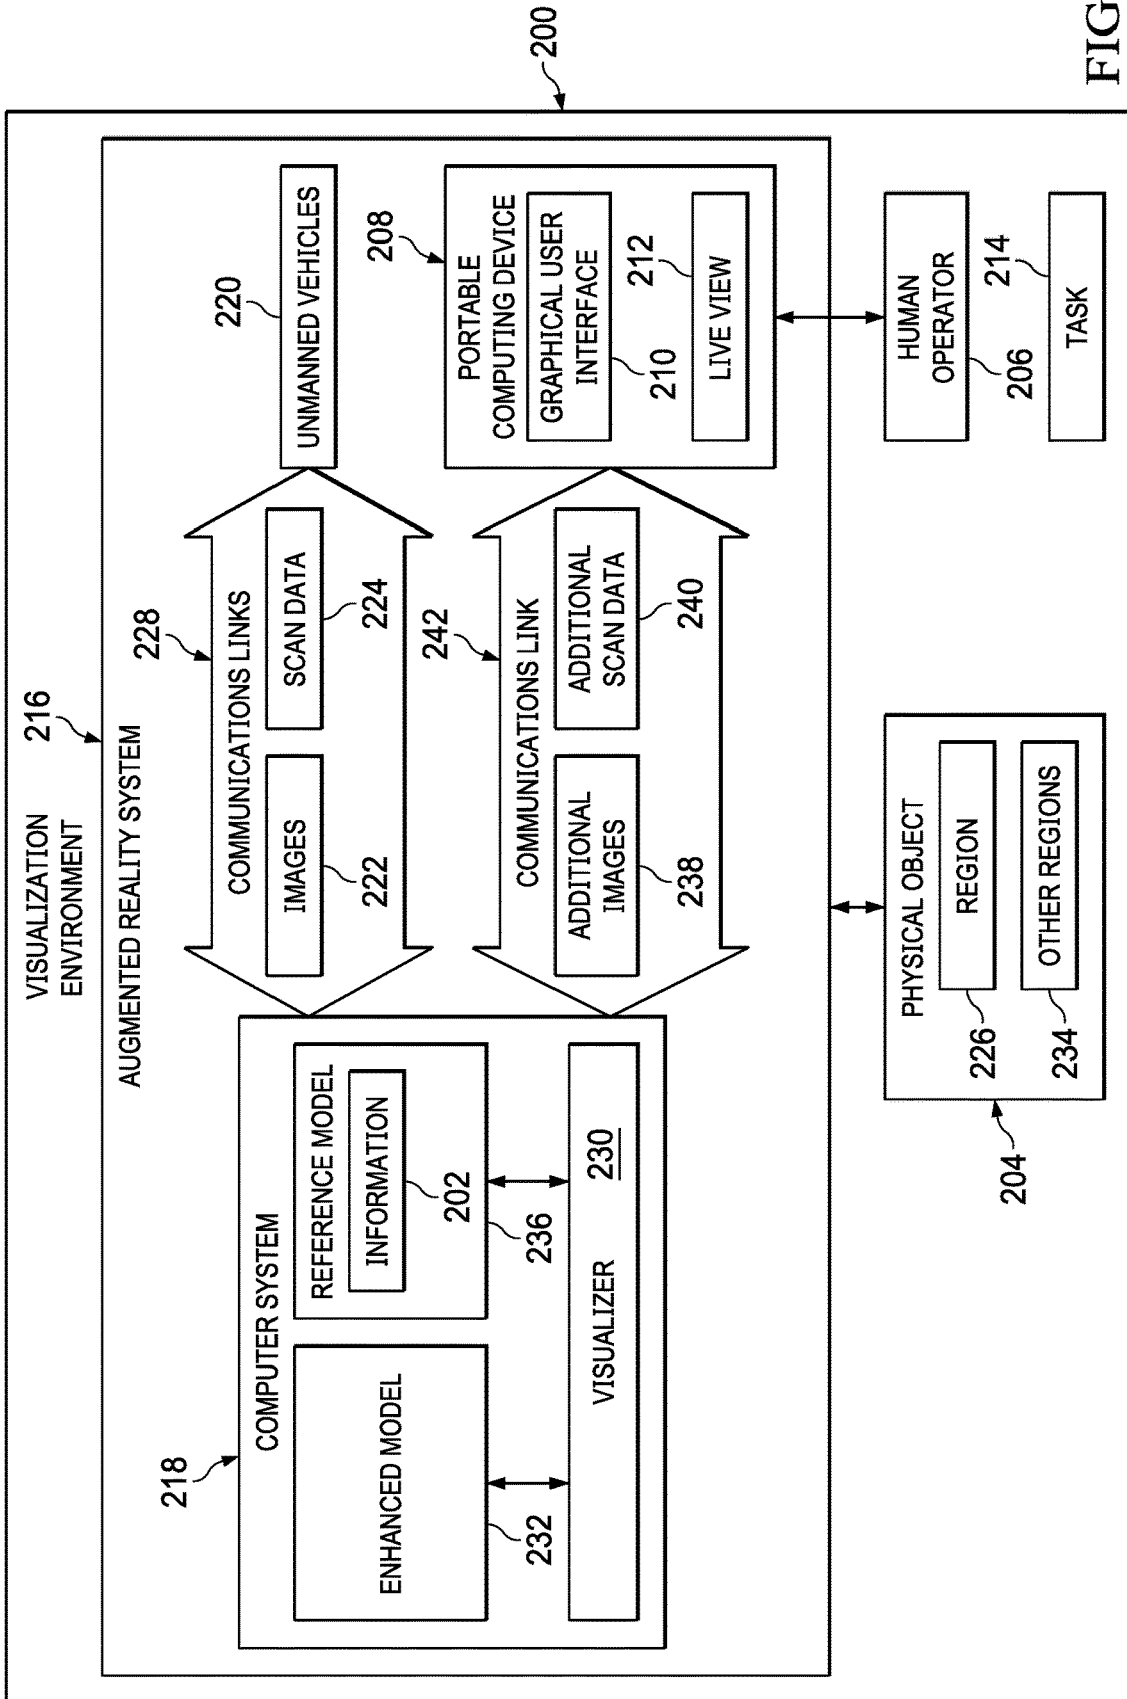 VISUALIZATION
ENVIRONMENT
216
AUGMENTED REALITY SYSTEM
200
218
COMPUTER SYSTEM
ENHANCED MODEL
232
REFERENCE MODEL
INFORMATION
202
236
VISUALIZER
230
228
COMMUNICATIONS LINKS
IMAGES
222
SCAN DATA
224
220
UNMANNED VEHICLES
242
COMMUNICATIONS LINK
ADDITIONAL
IMAGES
238
ADDITIONAL
SCAN DATA
240
208
PORTABLE
COMPUTING DEVICE
GRAPHICAL USER
INTERFACE
210
212
LIVE VIEW
204
PHYSICAL OBJECT
REGION
226
OTHER REGIONS
234
HUMAN
OPERATOR
206
214
TASK
FIG